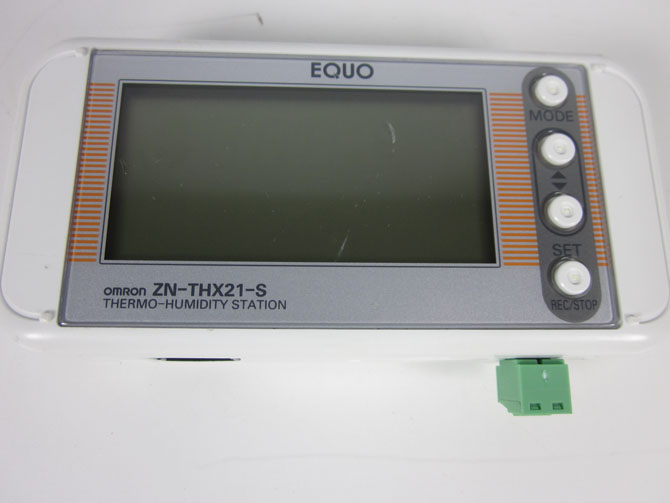 EQUO
MODE
SET
REC/STOP
omron ZN-THX21-S
THERMO-HUMIDITY STATION